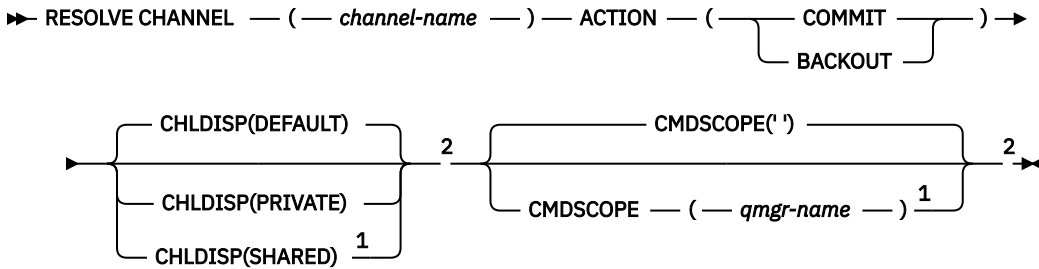 RESOLVE CHANNEL ( channel-name ) ACTION ( COMMIT )
BACKOUT
CHLDISP(DEFAULT) CMDSCOPE(' ')
2 2
CHLDISP(PRIVATE) CMDSCOPE ( qmgr-name ) 1
CHLDISP(SHARED) 1